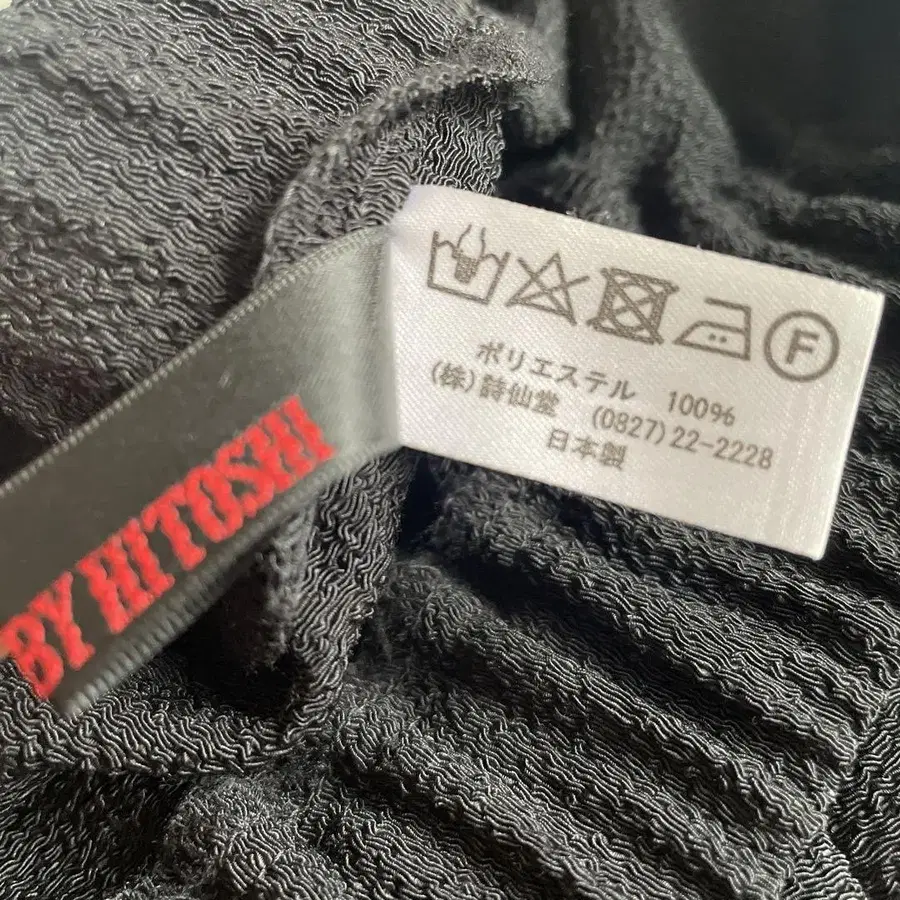 BY HITOSHI
F
ポリエステル 100%
(株)詩仙堂 (0827)22-2228
日本製